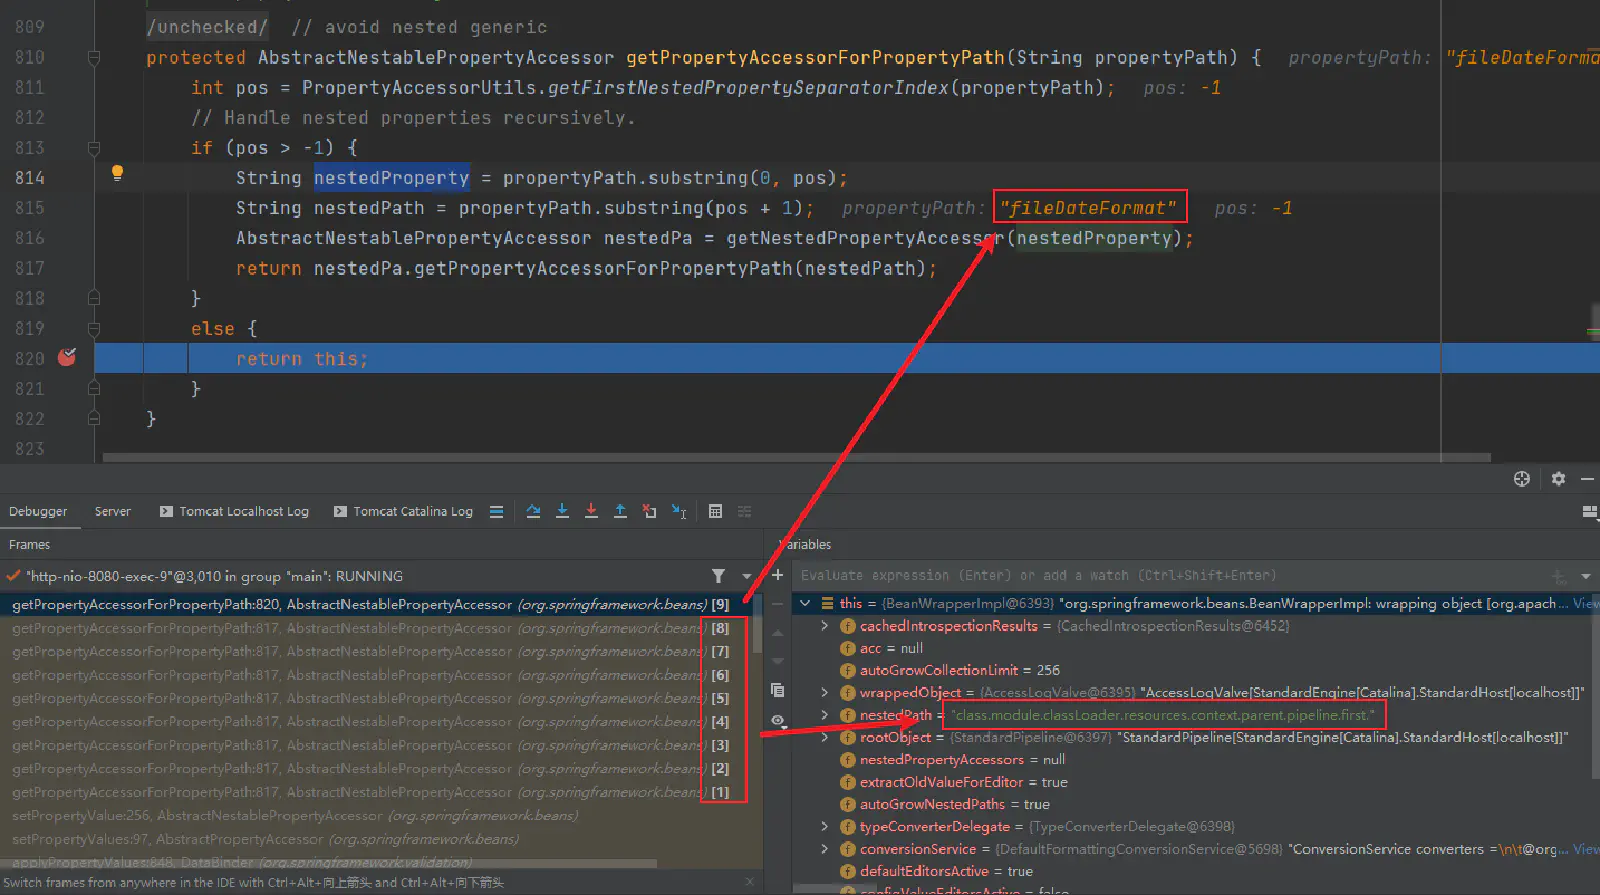 809 /unchecked/ // avoid nested generic
810 protected AbstractNestablePropertyAccessor getPropertyAccessorForPropertyPath(String propertyPath) { propertyPath: "fileDateForma
811 int pos = PropertyAccessorUtils.getFirstNestedPropertySeparatorIndex(propertyPath); pos: -1
812 // Handle nested properties recursively.
813 if (pos > -1) {
814 String nestedProperty = propertyPath.substring(0, pos);
815 String nestedPath = propertyPath.substring(pos + 1); propertyPath: "fileDateFormat" pos: -1
816 AbstractNestablePropertyAccessor nestedPa = getNestedPropertyAccessor(nestedProperty);
817 return nestedPa.getPropertyAccessorForPropertyPath(nestedPath);
818 }
819 else {
820 return this;
821 }
822 }
823
Debugger Server Tomcat Localhost Log Tomcat Catalina Log
Frames
"http-nio-8080-exec-9"@3,010 in group "main": RUNNING
getPropertyAccessorForPropertyPath:820, AbstractNestablePropertyAccessor (org.springframework.beans) [9]
getPropertyAccessorForPropertyPath:817, AbstractNestablePropertyAccessor (org.springframework.beans) [8]
getPropertyAccessorForPropertyPath:817, AbstractNestablePropertyAccessor (org.springframework.beans) [7]
getPropertyAccessorForPropertyPath:817, AbstractNestablePropertyAccessor (org.springframework.beans) [6]
getPropertyAccessorForPropertyPath:817, AbstractNestablePropertyAccessor (org.springframework.beans) [5]
getPropertyAccessorForPropertyPath:817, AbstractNestablePropertyAccessor (org.springframework.beans) [4]
getPropertyAccessorForPropertyPath:817, AbstractNestablePropertyAccessor (org.springframework.beans) [3]
getPropertyAccessorForPropertyPath:817, AbstractNestablePropertyAccessor (org.springframework.beans) [2]
getPropertyAccessorForPropertyPath:817, AbstractNestablePropertyAccessor (org.springframework.beans) [1]
setPropertyValue:256, AbstractNestablePropertyAccessor (org.springframework.beans)
setPropertyValue:97, AbstractPropertyAccessor (org.springframework.beans)
applyPropertyValues:848, DataBinder (org.springframework.validation)
Switch frames from anywhere in the IDE with Ctrl+Alt+向上箭头 and Ctrl+Alt+向下箭头
Variables
Evaluate expression (Enter) or add a watch (Ctrl+Shift+Enter)
this = {BeanWrapperImpl@6393} "org.springframework.beans.BeanWrapperImpl: wrapping object [org.apach... View
cachedIntrospectionResults = {CachedIntrospectionResults@6452}
acc = null
autoGrowCollectionLimit = 256
wrappedObject = {AccessLogValve@6395} "AccessLogValve[StandardEngine[Catalina].StandardHost[localhost]]"
nestedPath = "class.module.classLoader.resources.context.parent.pipeline.first."
rootObject = {StandardPipeline@6397} "StandardPipeline[StandardEngine[Catalina].StandardHost[localhost]]"
nestedPropertyAccessors = null
extractOldValueForEditor = true
autoGrowNestedPaths = true
typeConverterDelegate = {TypeConverterDelegate@6398}
conversionService = {DefaultFormattingConversionService@5698} "ConversionService converters =\n\t@org... View
defaultEditorsActive = true
configValueEditorsActive = false